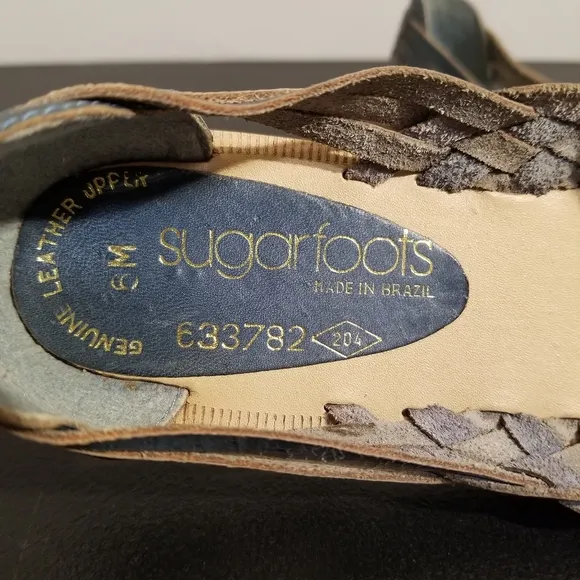 GENUINE LEATHER UPPER
6M
sugarfoots
MADE IN BRAZIL
633782
204